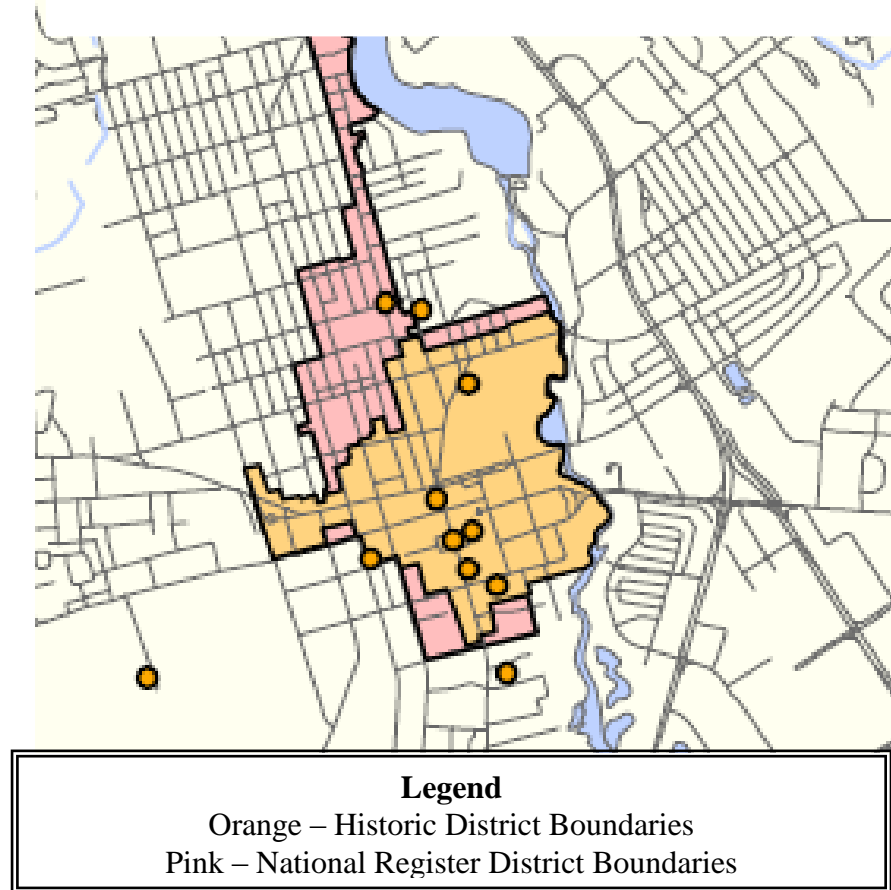 Legend
Orange – Historic District Boundaries
Pink – National Register District Boundaries